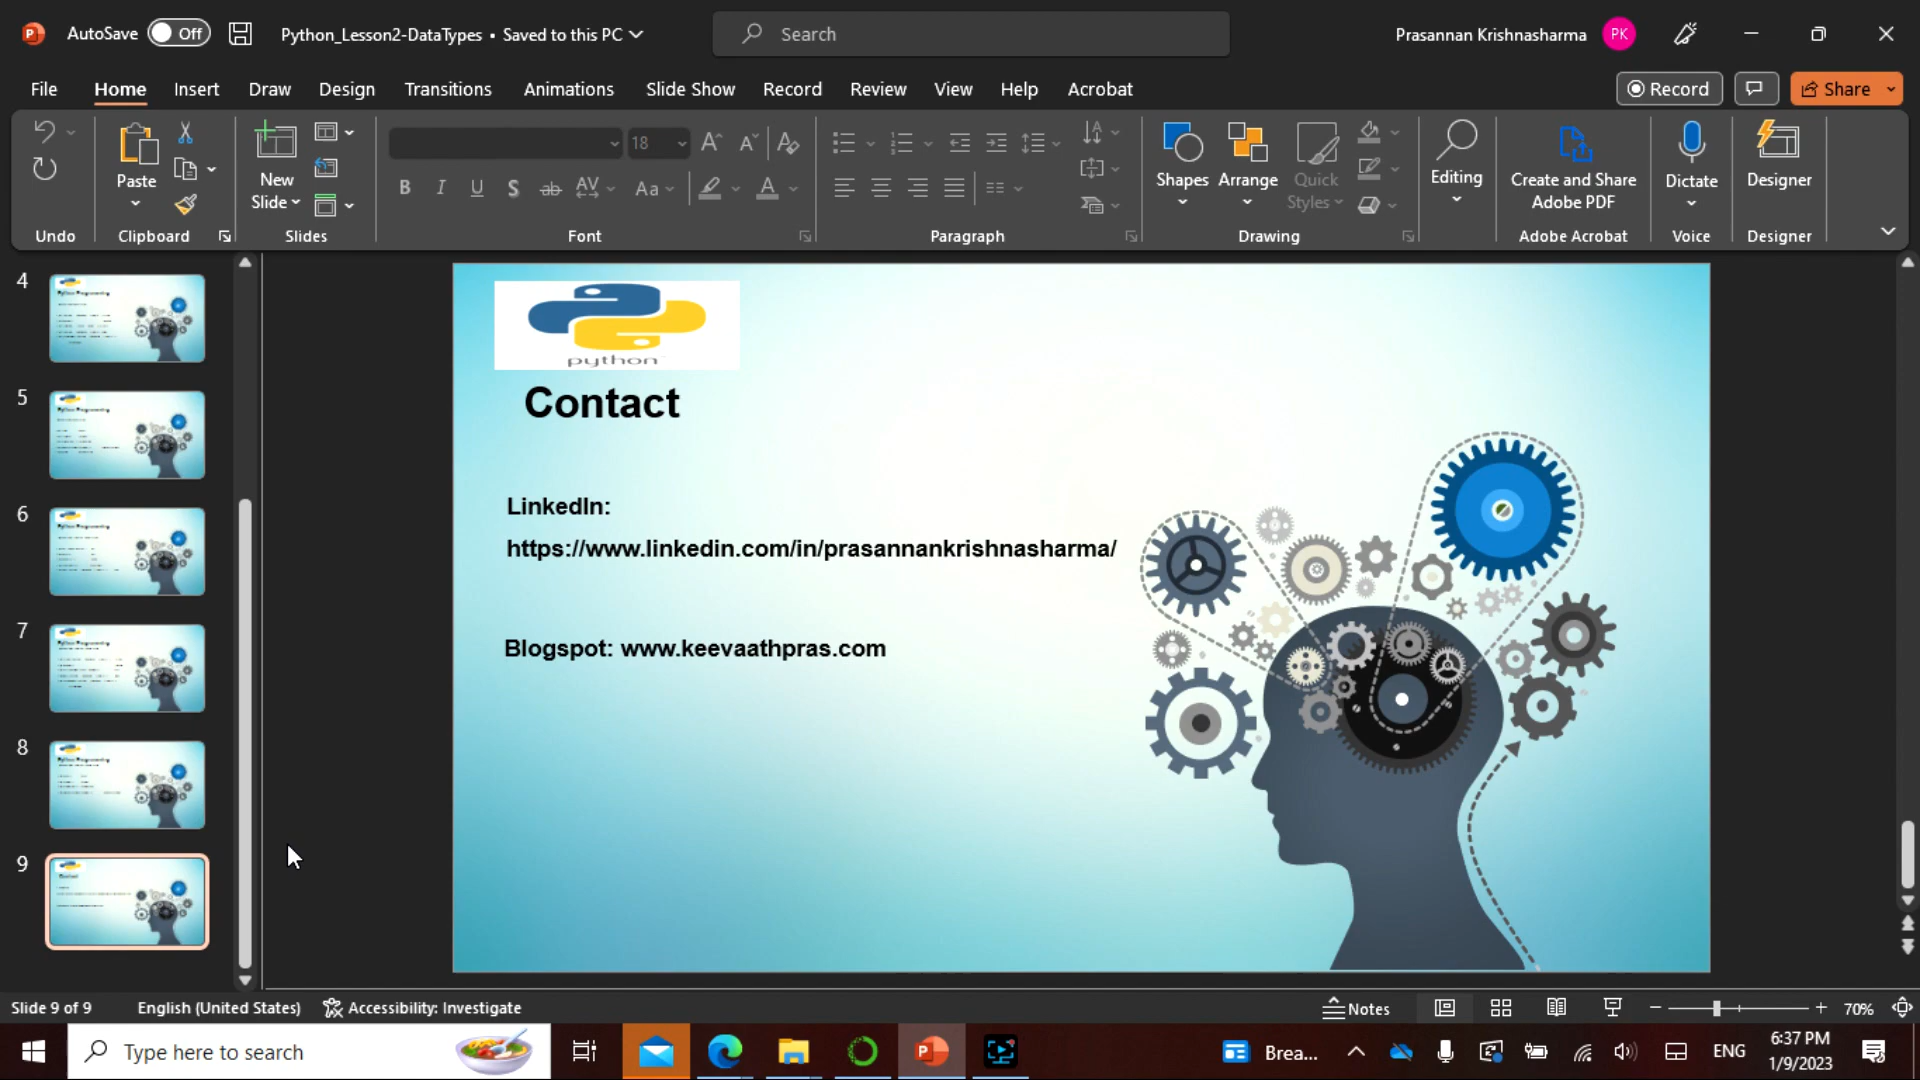 AutoSave Off Python_Lesson2-DataTypes • Saved to this PC Search Prasannan Krishnasharma PK
File Home Insert Draw Design Transitions Animations Slide Show Record Review View Help Acrobat Record Share
Paste New Slide 18 Shapes Arrange Quick Styles Editing Create and Share Adobe PDF Dictate Designer
Undo Clipboard Slides Font Paragraph Drawing Adobe Acrobat Voice Designer
4
5
6
7
8
9
python
Contact
LinkedIn:
https://www.linkedin.com/in/prasannankrishnasharma/
Blogspot: www.keevaathpras.com
Slide 9 of 9 English (United States) Accessibility: Investigate Notes 70%
Type here to search Brea... ENG 6:37 PM
1/9/2023